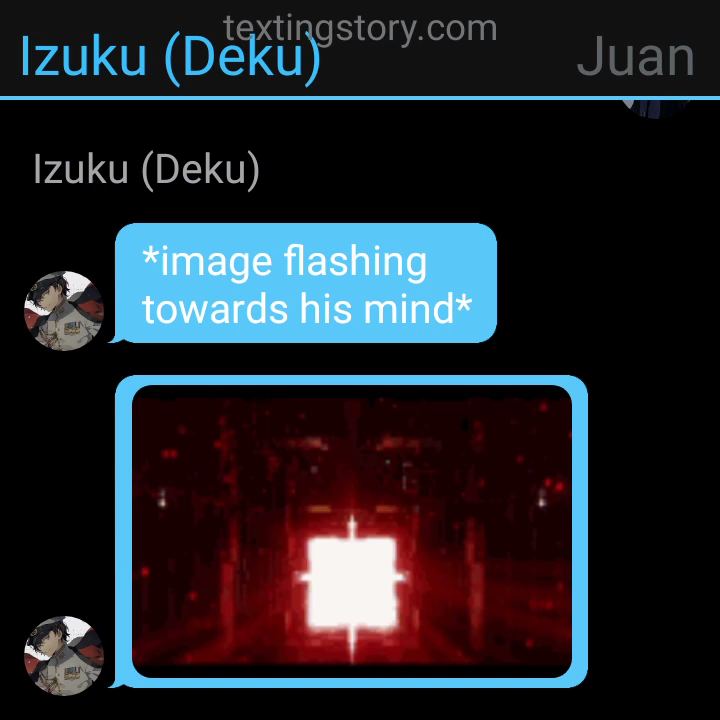 textingstory.com
Izuku (Deku)
Juan
Izuku (Deku)
*image flashing
towards his mind*